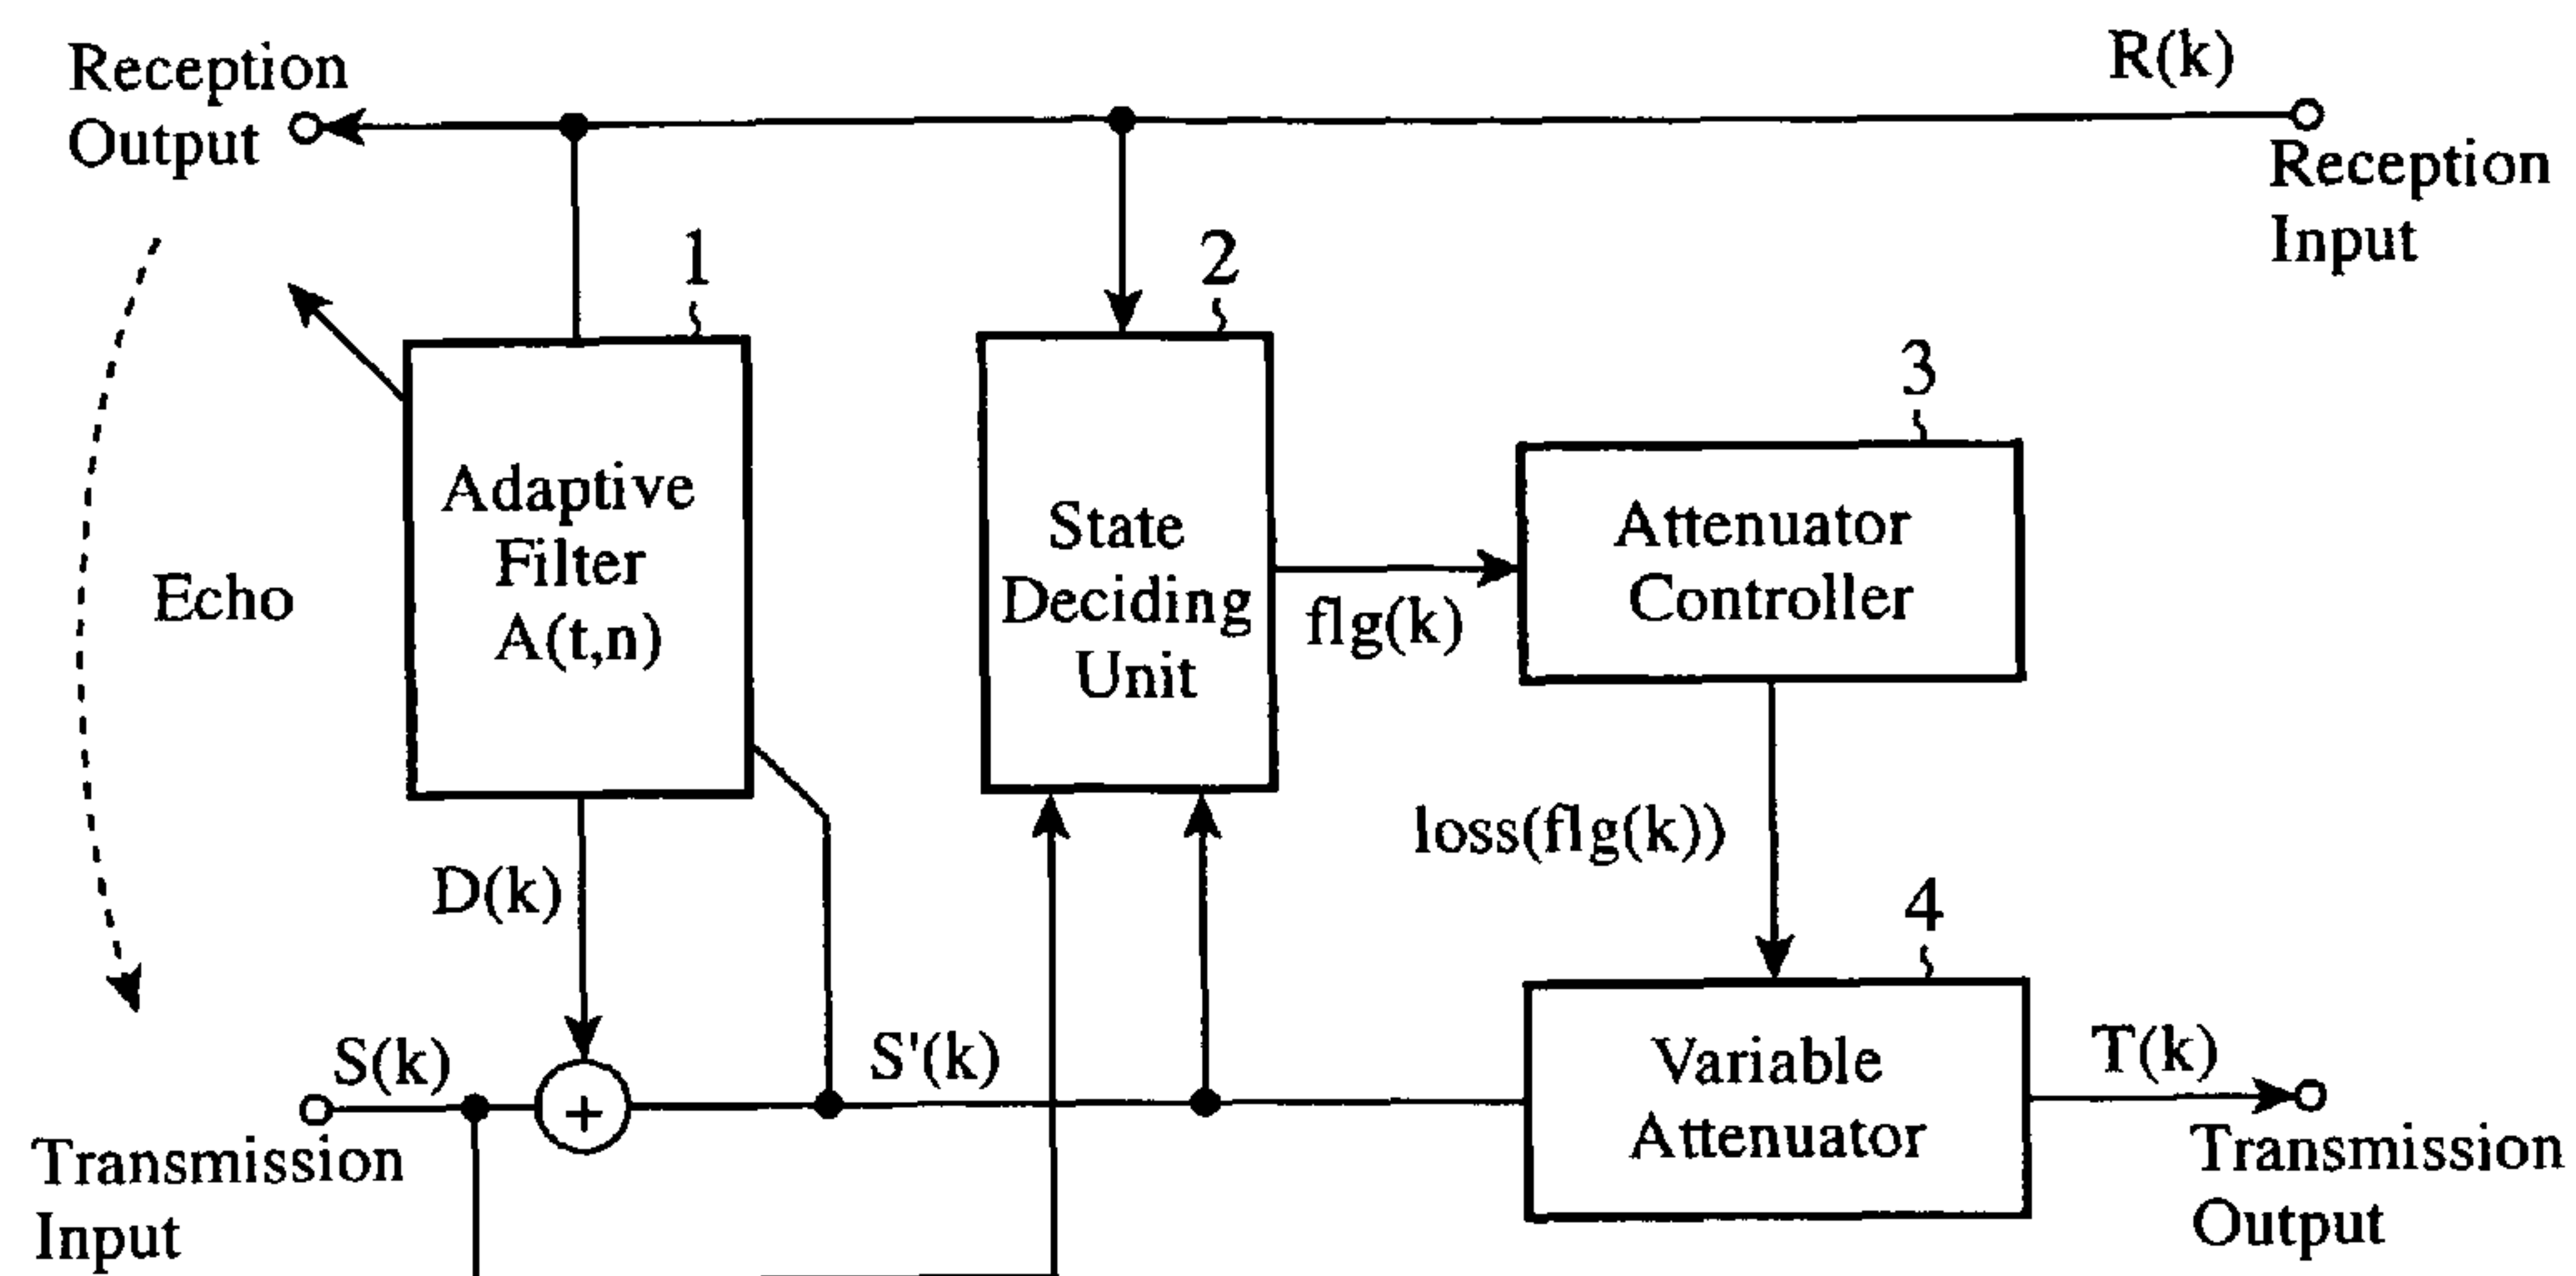 Reception
Output
R(k)
Reception
Input
1
2
3
Adaptive
Filter
A(t,n)
State
Deciding
Unit
Attenuator
Controller
Echo
flg(k)
D(k)
loss(flg(k))
4
S(k)
+
S'(k)
Variable
Attenuator
T(k)
Transmission
Input
Transmission
Output